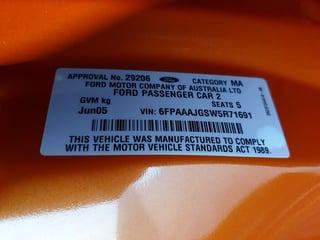 APPROVAL No. 29206 Ford CATEGORY MA
FORD MOTOR COMPANY OF AUSTRALIA LTD
FORD PASSENGER CAR 2
GVM kg SEATS 5
Jun05 VIN: 6FPAAAJGSW5R71691
THIS VEHICLE WAS MANUFACTURED TO COMPLY
WITH THE MOTOR VEHICLE STANDARDS ACT 1989.